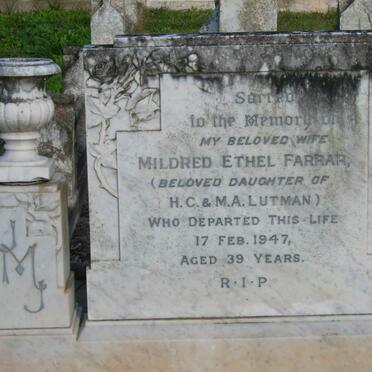 Sacred
to the Memory of
MY BELOVED WIFE
MILDRED ETHEL FARRAR,
(BELOVED DAUGHTER OF
H.C. & M.A. LUTMAN)
WHO DEPARTED THIS LIFE
17 FEB. 1947,
AGED 39 YEARS.
R·I·P